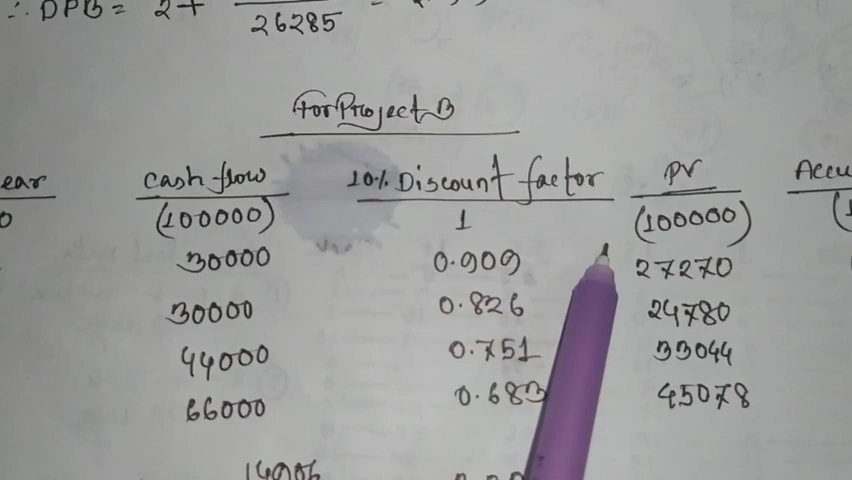 ∴ DPB = 2 +
26285
For Project B
ear cash flow 10% Discount factor PV Accu
0 (100000) 1 (100000) (1
30000 0.909 27270
30000 0.826 24780
44000 0.751 33044
66000 0.683 45078